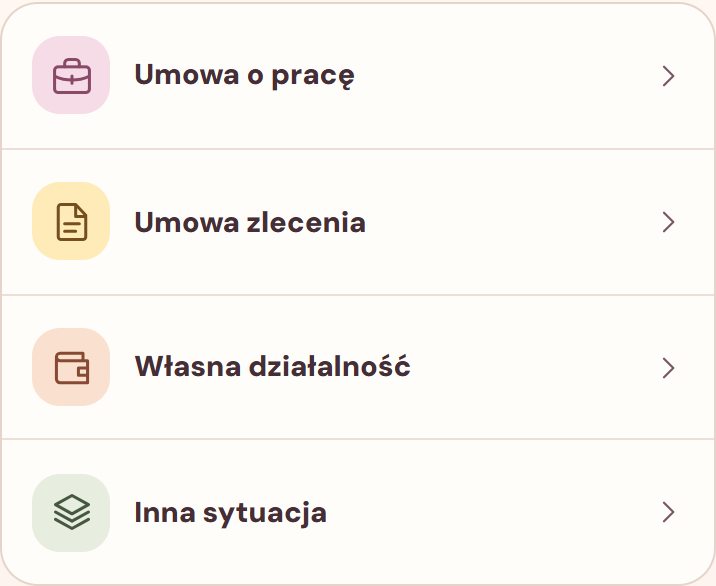 Umowa o pracę
Umowa zlecenia
Własna działalność
Inna sytuacja